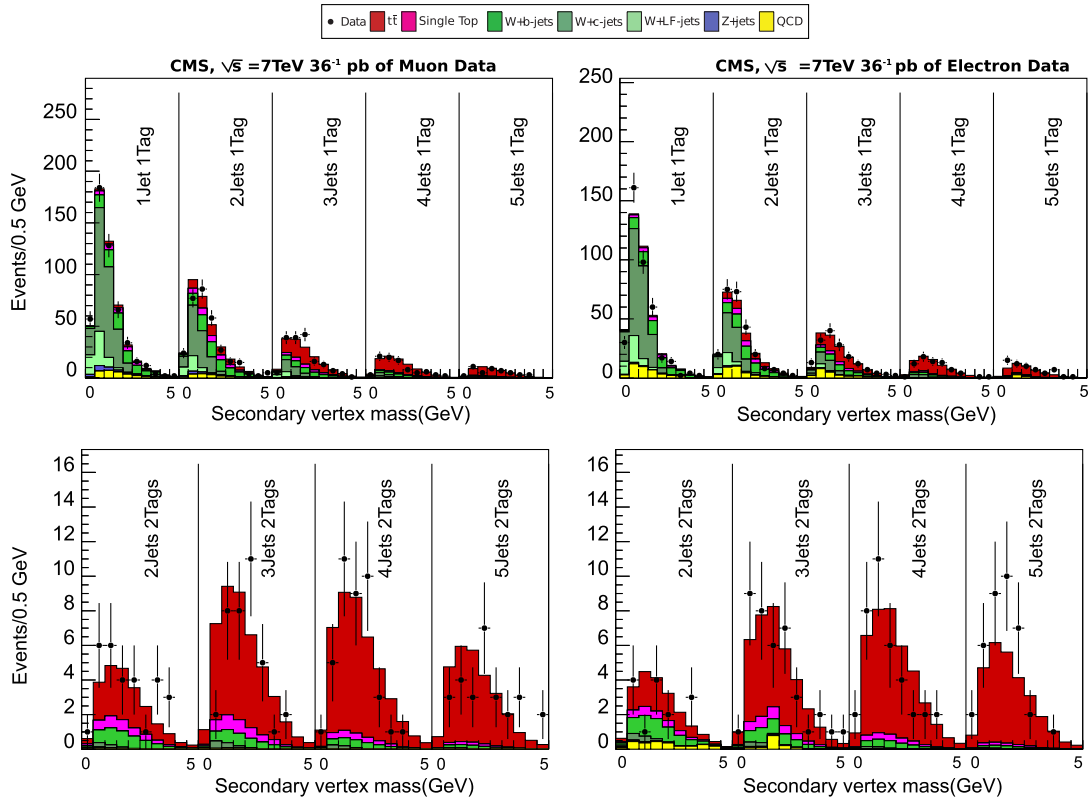 Data tt̄ Single Top W+b-jets W+c-jets W+LF-jets Z+jets QCD
CMS, √s =7TeV 36⁻¹ pb of Muon Data
Events/0.5 GeV
250
200
150
100
50
0
1Jet 1Tag
2Jets 1Tag
3Jets 1Tag
4Jets 1Tag
5Jets 1Tag
0 5 0 5 0 5 0 5 0 5
Secondary vertex mass(GeV)
CMS, √s =7TeV 36⁻¹ pb of Electron Data
250
200
150
100
50
0
1Jet 1Tag
2Jets 1Tag
3Jets 1Tag
4Jets 1Tag
5Jets 1Tag
0 5 0 5 0 5 0 5 0 5
Secondary vertex mass(GeV)
Events/0.5 GeV
16
14
12
10
8
6
4
2
0
2Jets 2Tags
3Jets 2Tags
4Jets 2Tags
5Jets 2Tags
0 5 0 5 0 5 0 5
Secondary vertex mass(GeV)
16
14
12
10
8
6
4
2
0
2Jets 2Tags
3Jets 2Tags
4Jets 2Tags
5Jets 2Tags
0 5 0 5 0 5 0 5
Secondary vertex mass(GeV)